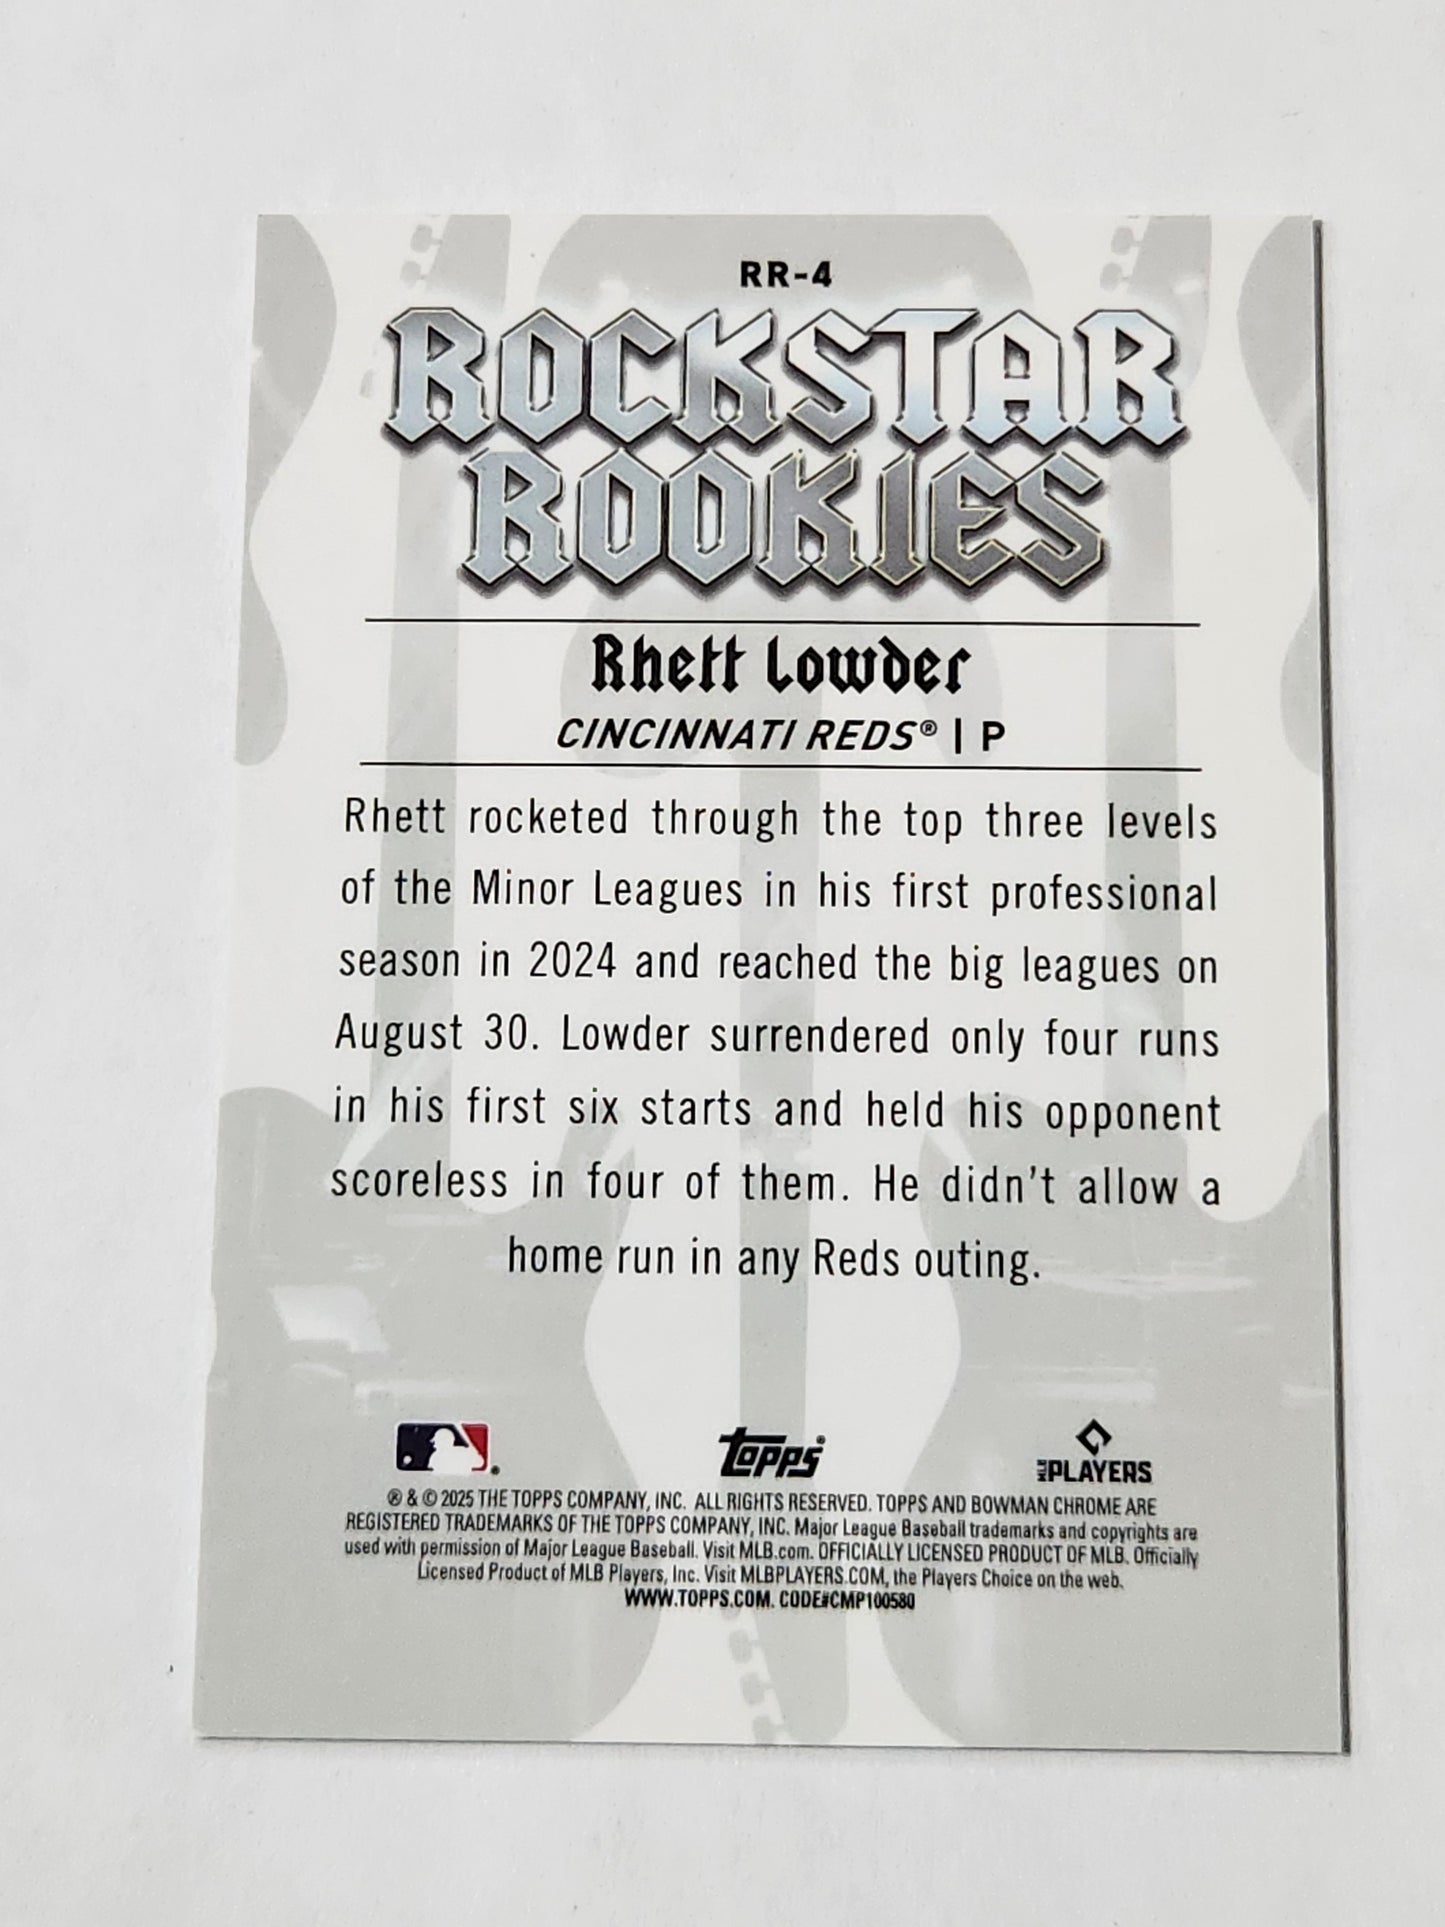 RR-4
ROCKSTAR
ROOKIES
Rhett Lowder
CINCINNATI REDS® | P
Rhett rocketed through the top three levels
of the Minor Leagues in his first professional
season in 2024 and reached the big leagues on
August 30. Lowder surrendered only four runs
in his first six starts and held his opponent
scoreless in four of them. He didn't allow a
home run in any Reds outing.
topps
MLB PLAYERS
® & © 2025 THE TOPPS COMPANY, INC. ALL RIGHTS RESERVED. TOPPS AND BOWMAN CHROME ARE
REGISTERED TRADEMARKS OF THE TOPPS COMPANY, INC. Major League Baseball trademarks and copyrights are
used with permission of Major League Baseball. Visit MLB.com. OFFICIALLY LICENSED PRODUCT OF MLB. Officially
Licensed Product of MLB Players, Inc. Visit MLBPLAYERS.COM, the Players Choice on the web.
WWW.TOPPS.COM. CODE#CMP100580